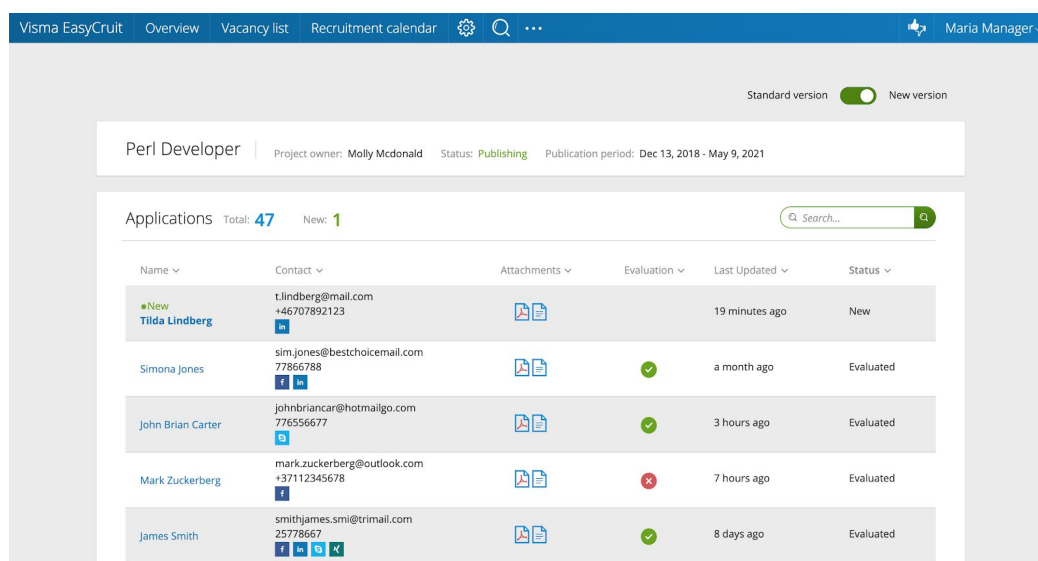 Visma EasyCruit Overview Vacancy list Recruitment calendar ... Maria Manager
Standard version New version
Perl Developer Project owner: Molly Mcdonald Status: Publishing Publication period: Dec 13, 2018 - May 9, 2021
Applications Total: 47 New: 1 Search...
Name Contact Attachments Evaluation Last Updated Status
New
Tilda Lindberg
t.lindberg@mail.com
+46707892123
in
19 minutes ago New
Simona Jones
sim.jones@bestchoicemail.com
77866788
f in
a month ago Evaluated
John Brian Carter
johnbriancar@hotmailgo.com
776556677
S
3 hours ago Evaluated
Mark Zuckerberg
mark.zuckerberg@outlook.com
+37112345678
f
7 hours ago Evaluated
James Smith
smithjames.smi@trimail.com
25778667
f in S
8 days ago Evaluated